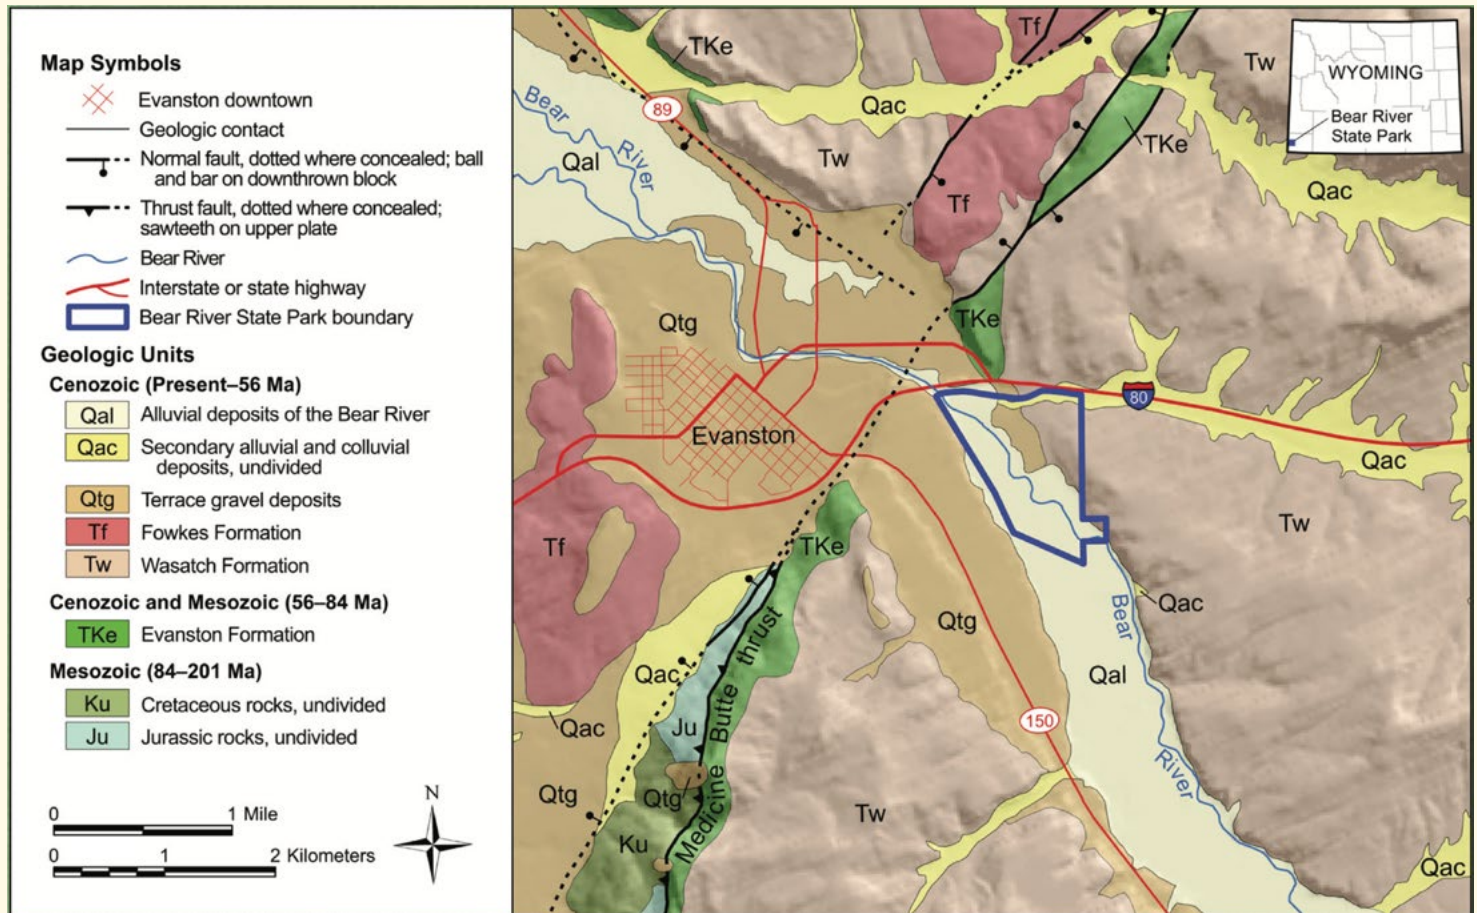 Map Symbols
Evanston downtown
Geologic contact
Normal fault, dotted where concealed; ball
and bar on downthrown block
Thrust fault, dotted where concealed;
sawteeth on upper plate
Bear River
Interstate or state highway
Bear River State Park boundary
Geologic Units
Cenozoic (Present–56 Ma)
Qal Alluvial deposits of the Bear River
Qac Secondary alluvial and colluvial
deposits, undivided
Qtg Terrace gravel deposits
Tf Fowkes Formation
Tw Wasatch Formation
Cenozoic and Mesozoic (56–84 Ma)
TKe Evanston Formation
Mesozoic (84–201 Ma)
Ku Cretaceous rocks, undivided
Ju Jurassic rocks, undivided
0 1 Mile
0 1 2 Kilometers
N
TKe
Tf
Tw
WYOMING
Bear River
State Park
Bear
River
89
Qac
Qal
Tw
TKe
Tf
Qac
Qtg
TKe
80
Evanston
Qac
Tw
Tf
TKe
Qac
Bear
River
Qtg
Qac
Qal
Medicine Butte thrust
Ju
Qac
150
Qtg
Qtg
Tw
Ku
Qac